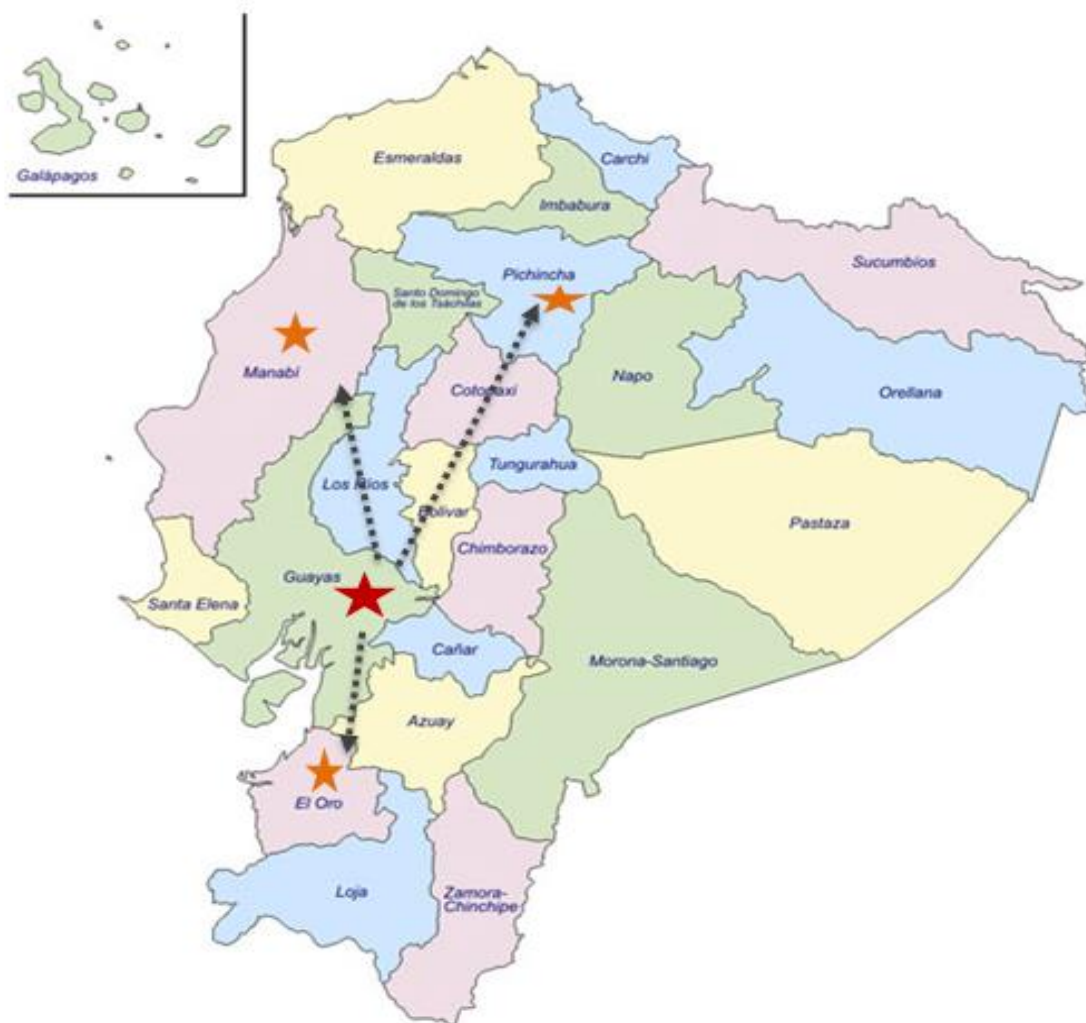 Galápagos
Esmeraldas
Carchi
Imbabura
Sucumbios
Pichincha
Santo Domingo
de los Tsáchilas
Manabí
Napo
Orellana
Cotopaxi
Tungurahua
Los Ríos
Bolívar
Pastaza
Chimborazo
Guayas
Santa Elena
Cañar
Morona-Santiago
Azuay
El Oro
Loja
Zamora-
Chinchipe